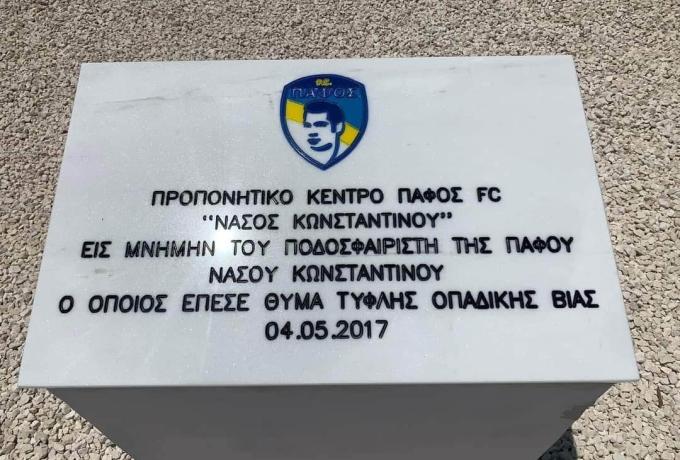 F.C.
ΠΑΦΟΣ
ΠΡΟΠΟΝΗΤΙΚΟ ΚΕΝΤΡΟ ΠΑΦΟΣ FC
"ΝΑΣΟΣ ΚΩΝΣΤΑΝΤΙΝΟΥ"
ΕΙΣ ΜΝΗΜΗΝ ΤΟΥ ΠΟΔΟΣΦΑΙΡΙΣΤΗ ΤΗΣ ΠΑΦΟΥ
ΝΑΣΟΥ ΚΩΝΣΤΑΝΤΙΝΟΥ
Ο ΟΠΟΙΟΣ ΕΠΕΣΕ ΘΥΜΑ ΤΥΦΛΗΣ ΟΠΑΔΙΚΗΣ ΒΙΑΣ
04.05.2017